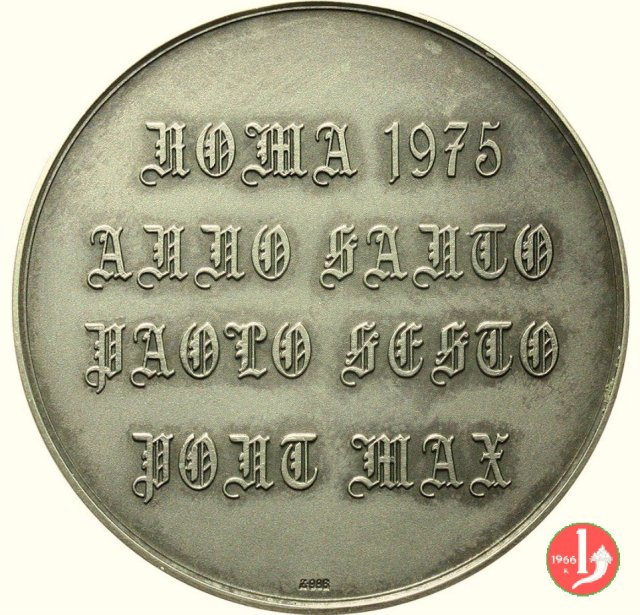 ROMA 1975
ANNO SANTO
PAOLO SESTO
PONT MAX
1966